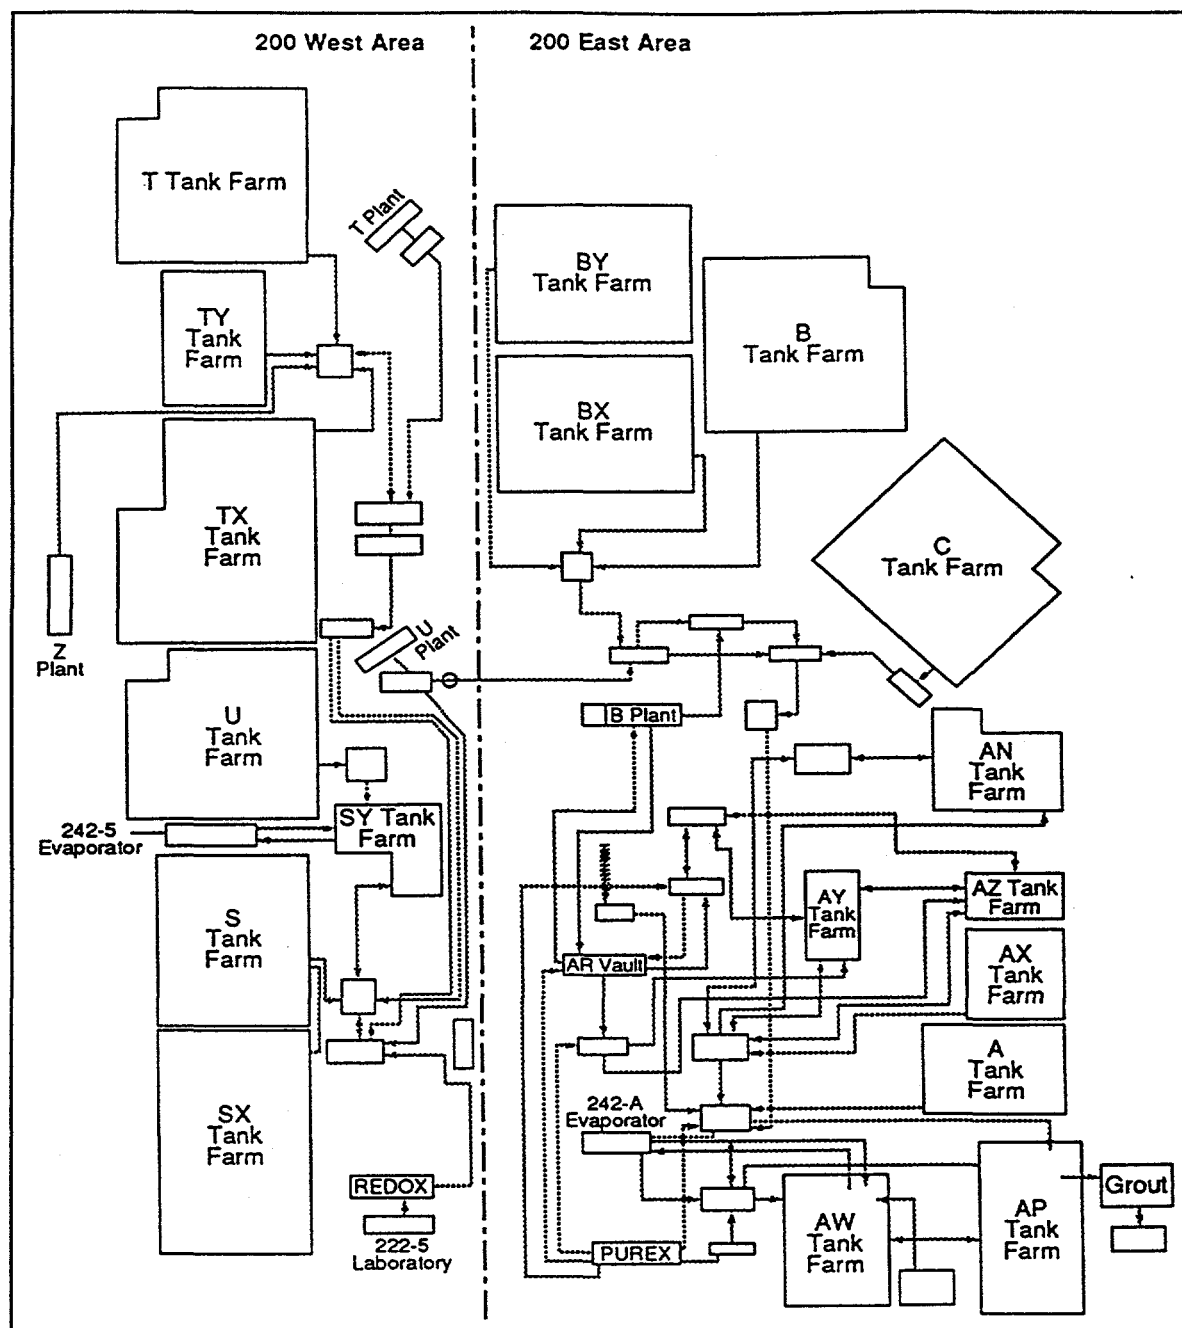 200 West Area
200 East Area
T Tank Farm
T Plant
TY
Tank
Farm
TX
Tank
Farm
Z
Plant
U
Plant
U
Tank
Farm
SY Tank
Farm
242-5
Evaporator
S
Tank
Farm
SX
Tank
Farm
REDOX
222-5
Laboratory
BY
Tank Farm
B
Tank Farm
BX
Tank Farm
C
Tank Farm
B Plant
AN
Tank
Farm
AY
Tank
Farm
AZ Tank
Farm
AR Vault
AX
Tank
Farm
A
Tank
Farm
242-A
Evaporator
PUREX
AW
Tank
Farm
AP
Tank
Farm
Grout